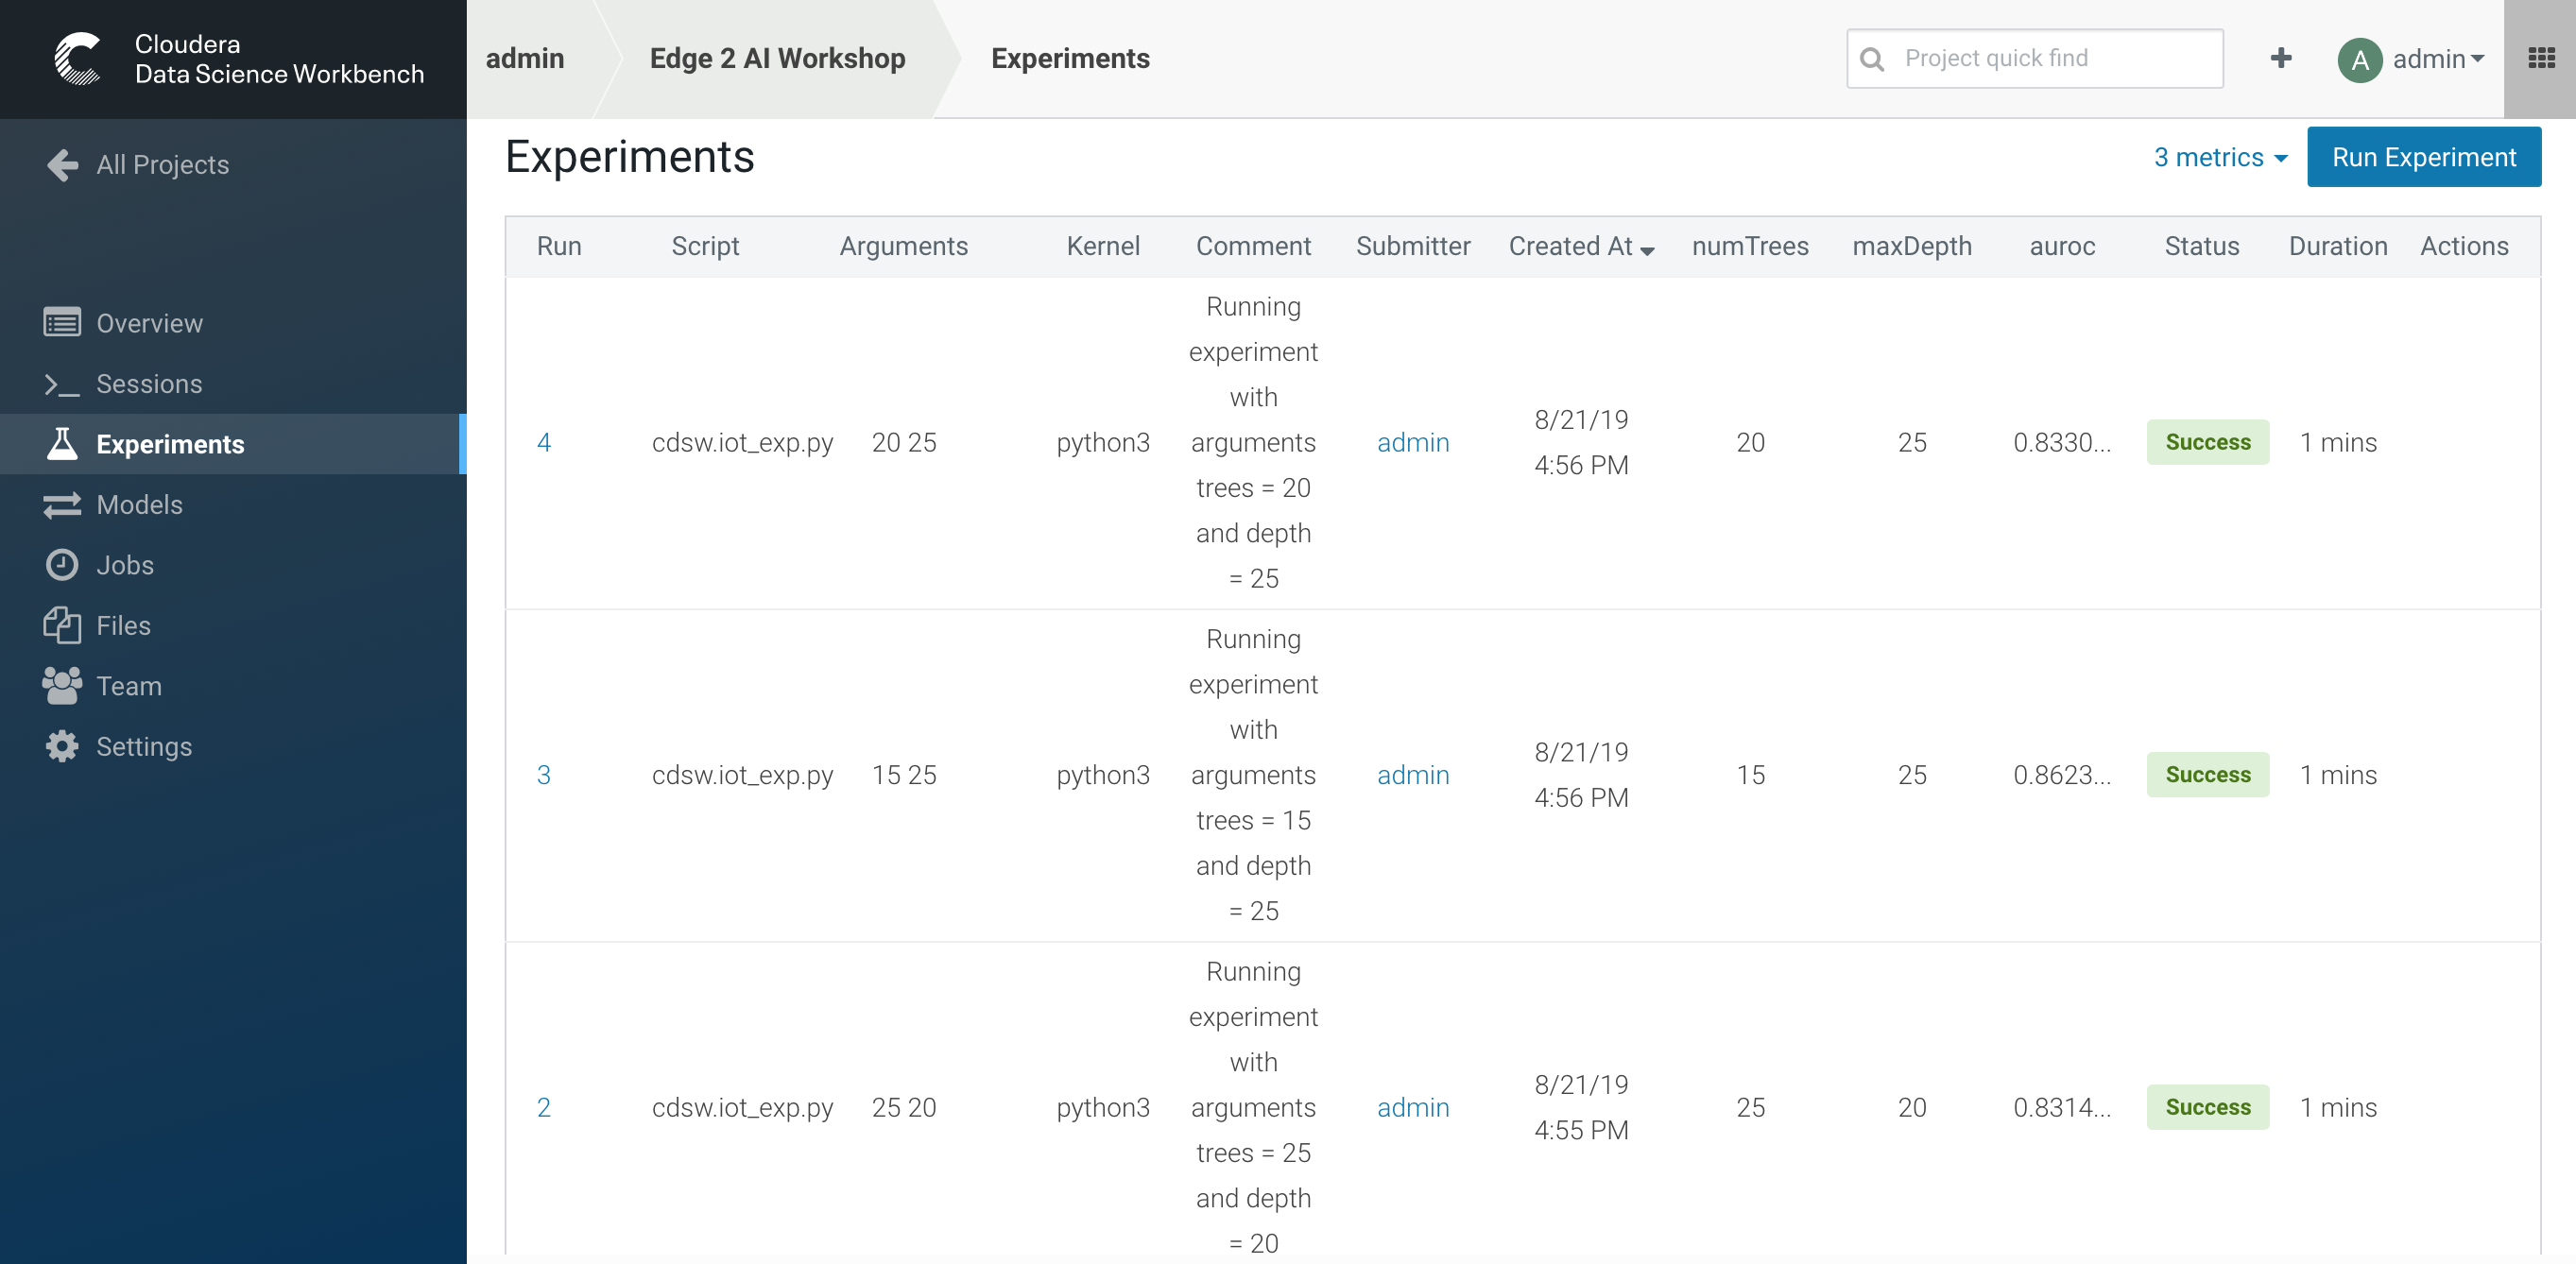 Cloudera
Data Science Workbench
admin
Edge 2 AI Workshop
Experiments
Project quick find
A
admin
All Projects
Overview
Sessions
Experiments
Models
Jobs
Files
Team
Settings
Experiments
3 metrics
Run Experiment
Run Script Arguments Kernel Comment Submitter Created At numTrees maxDepth auroc Status Duration Actions
Running
experiment
with
8/21/19
4 cdsw.iot_exp.py 20 25 python3 arguments admin 20 25 0.8330... Success 1 mins
4:56 PM
trees = 20
and depth
= 25
Running
experiment
with
8/21/19
3 cdsw.iot_exp.py 15 25 python3 arguments admin 15 25 0.8623... Success 1 mins
4:56 PM
trees = 15
and depth
= 25
Running
experiment
with
8/21/19
2 cdsw.iot_exp.py 25 20 python3 arguments admin 25 20 0.8314... Success 1 mins
4:55 PM
trees = 25
and depth
= 20